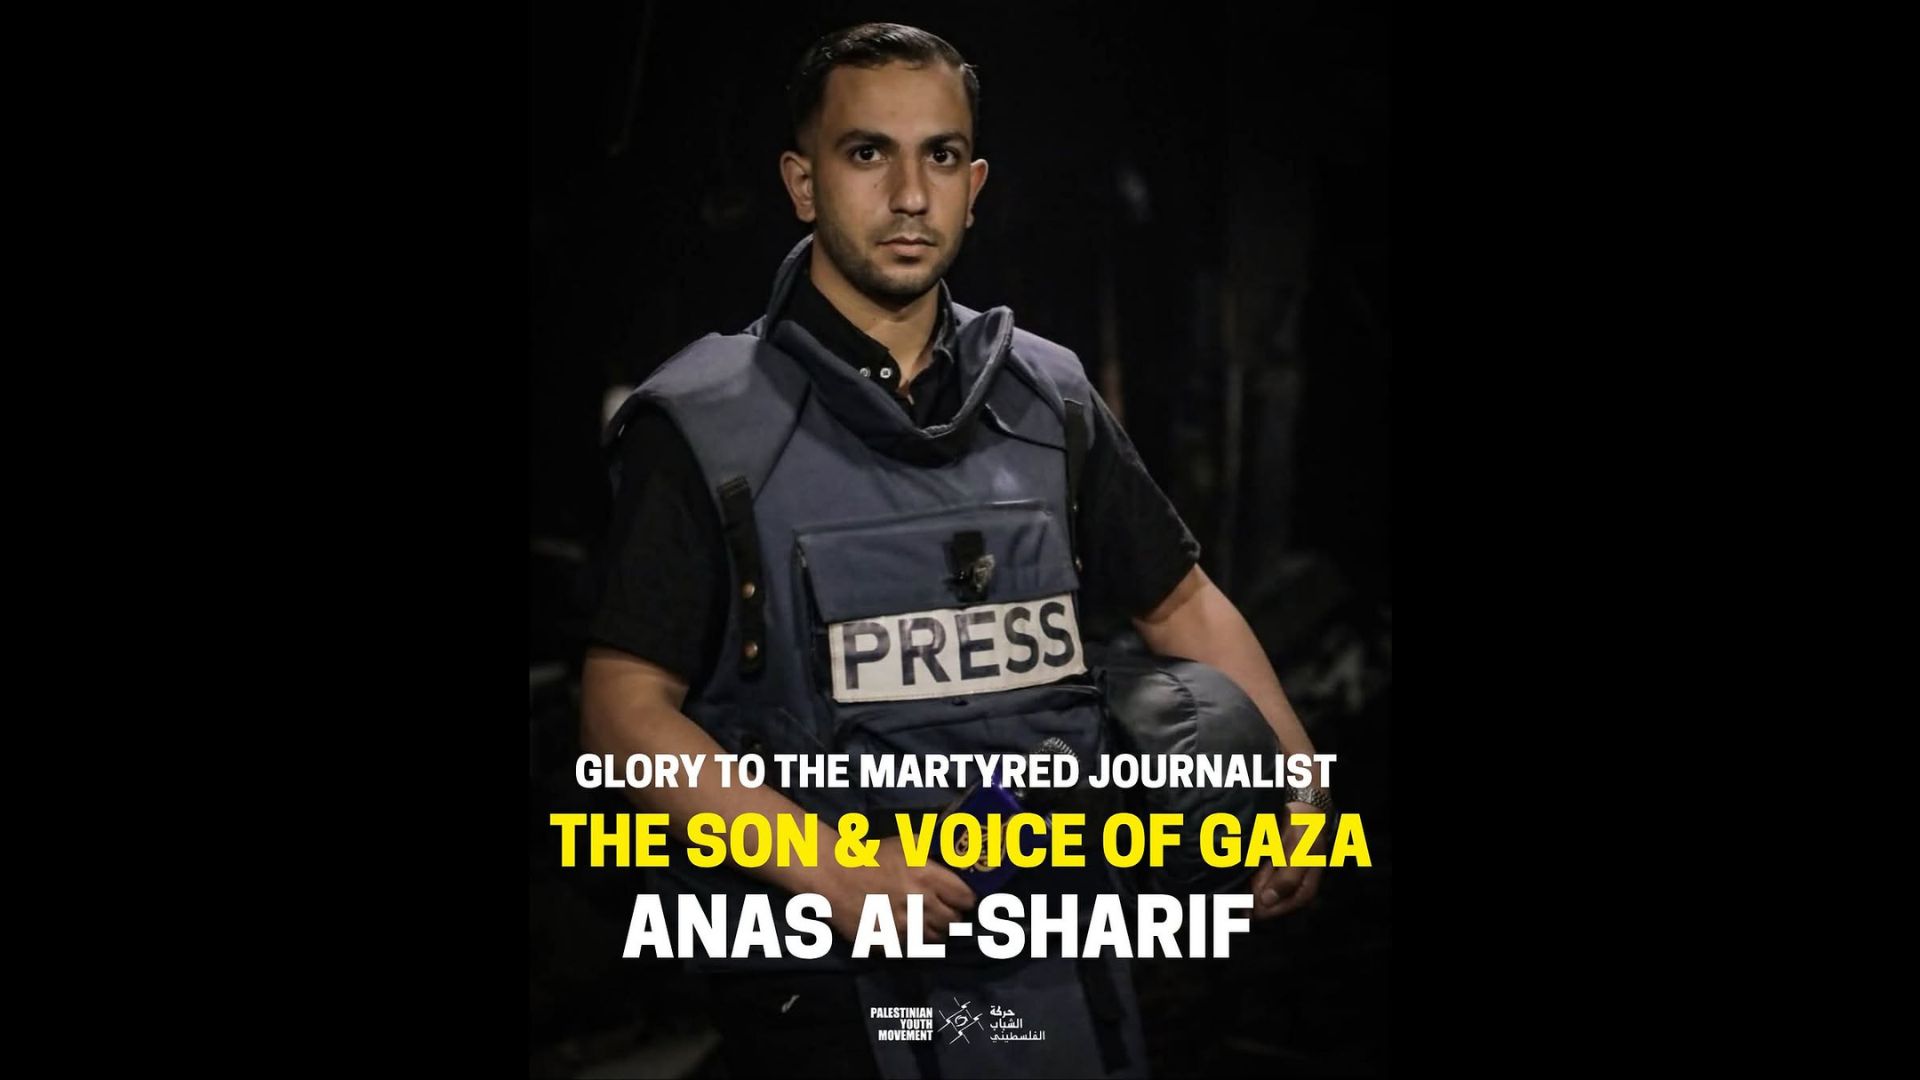 PRESS
GLORY TO THE MARTYRED JOURNALIST
THE SON & VOICE OF GAZA
ANAS AL-SHARIF
PALESTINIAN
YOUTH
MOVEMENT
حركة
الشباب
الفلسطيني